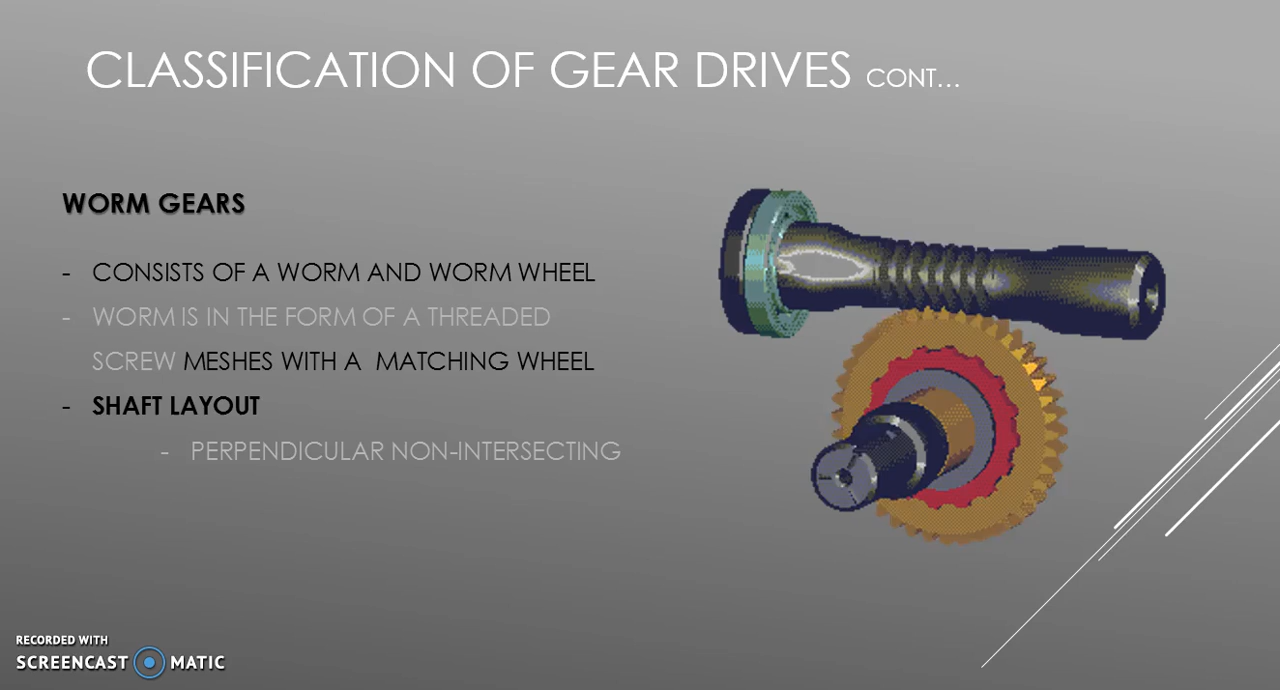 CLASSIFICATION OF GEAR DRIVES CONT...
WORM GEARS
- CONSISTS OF A WORM AND WORM WHEEL
- WORM IS IN THE FORM OF A THREADED
SCREW MESHES WITH A MATCHING WHEEL
- SHAFT LAYOUT
- PERPENDICULAR NON-INTERSECTING
RECORDED WITH
SCREENCAST MATIC